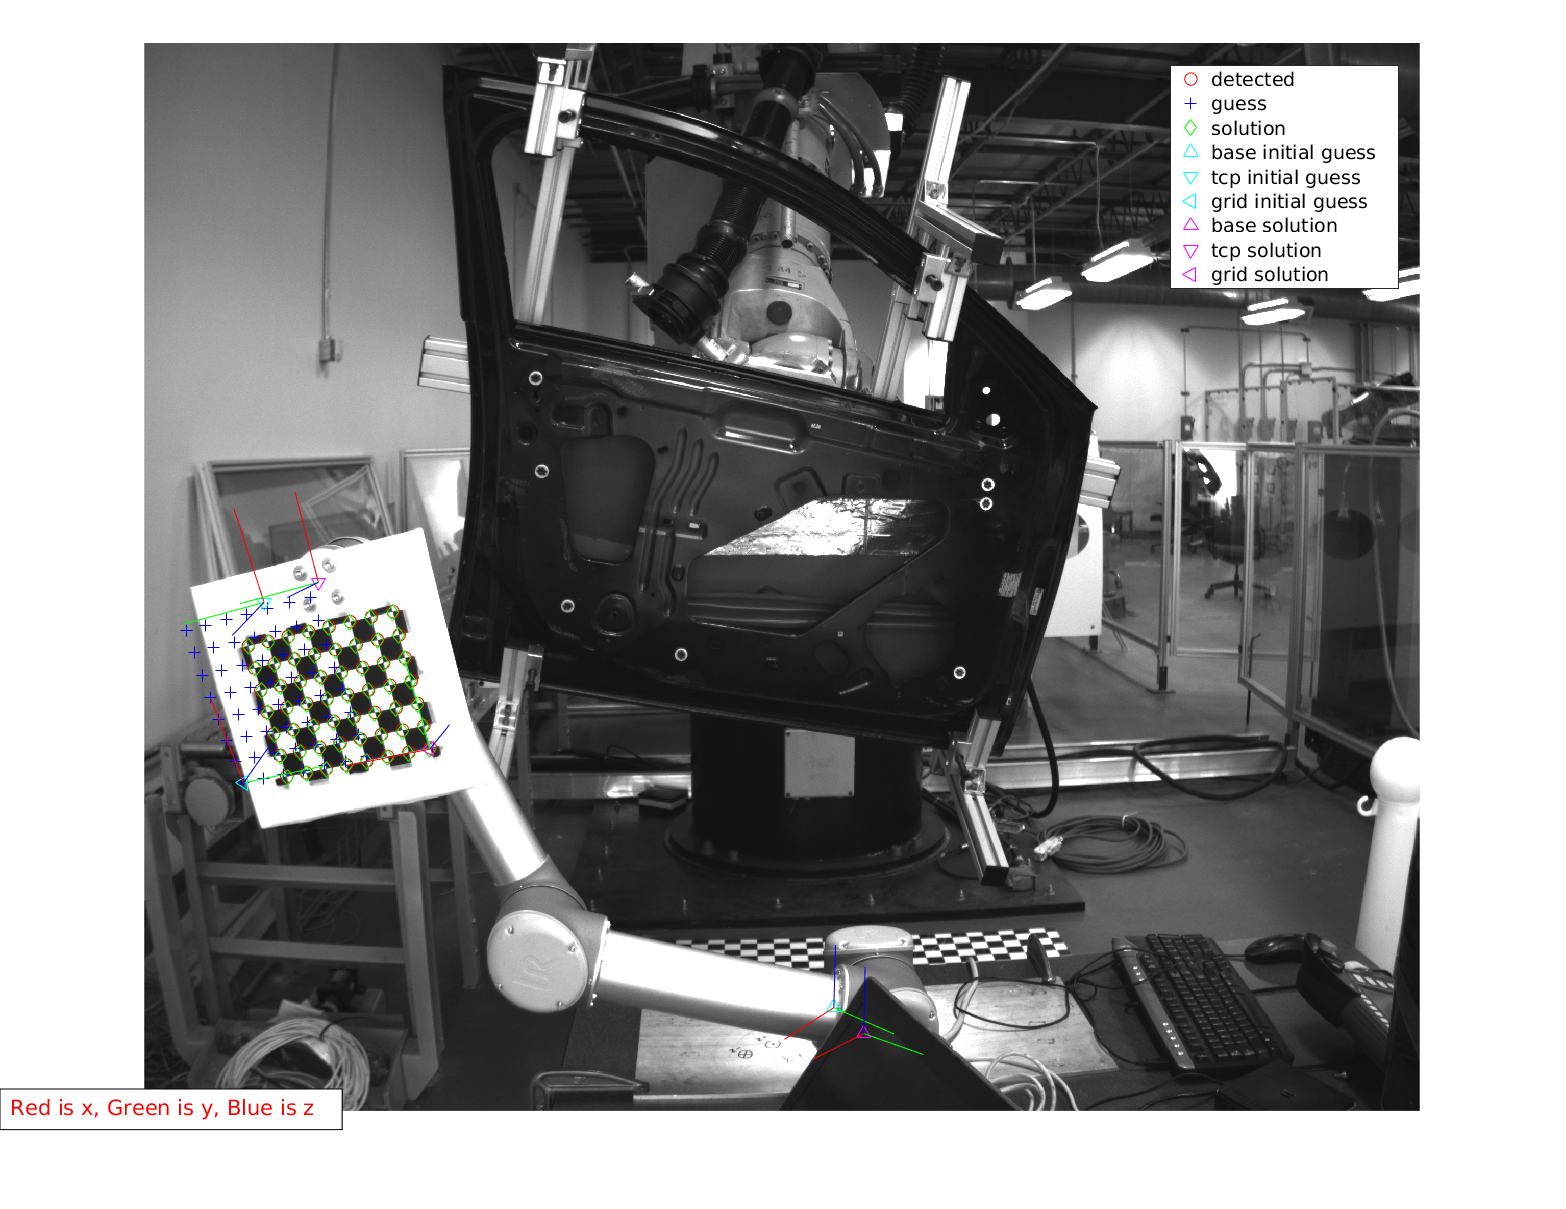 detected
guess
solution
base initial guess
tcp initial guess
grid initial guess
base solution
tcp solution
grid solution
Red is x, Green is y, Blue is z